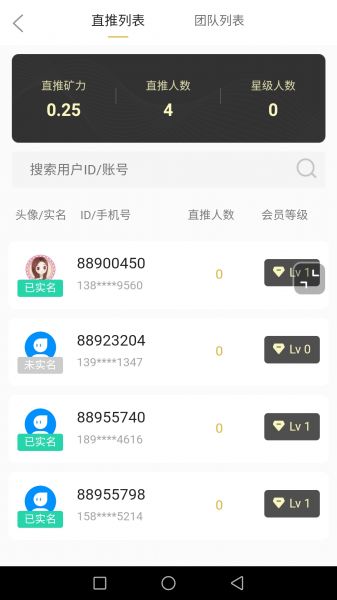 直推列表 团队列表
直推矿力 直推人数 星级人数
0.25 4 0
搜索用户ID/账号
头像/实名 ID/手机号 直推人数 会员等级
88900450
已实名 138****9560 0 Lv 1
88923204
未实名 139****1347 0 Lv 0
88955740
已实名 189****4616 0 Lv 1
88955798
已实名 158****5214 0 Lv 1